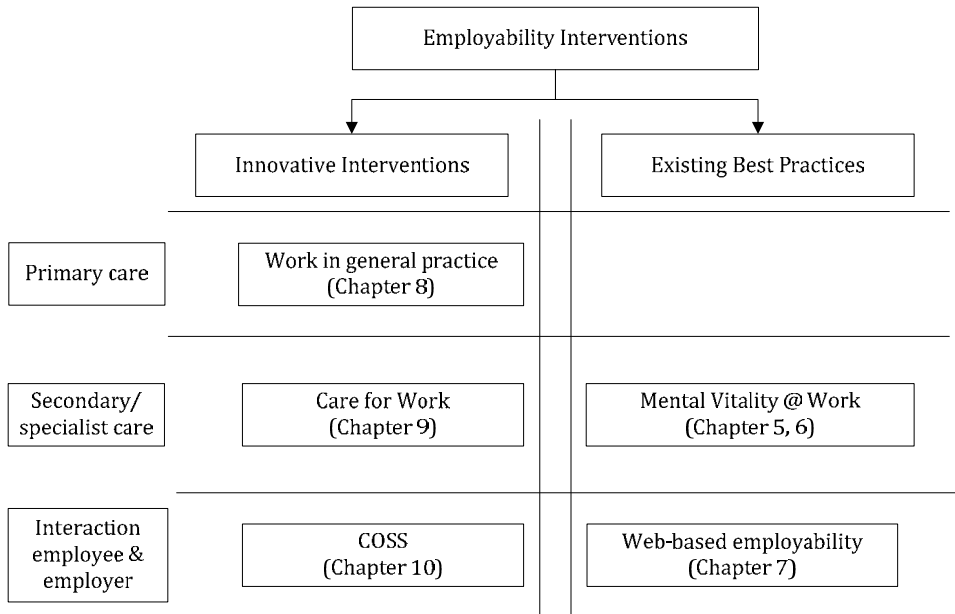 Employability Interventions
Innovative Interventions
Existing Best Practices
Primary care
Work in general practice
(Chapter 8)
Secondary/
specialist care
Care for Work
(Chapter 9)
Mental Vitality @ Work
(Chapter 5, 6)
Interaction
employee &
employer
COSS
(Chapter 10)
Web-based employability
(Chapter 7)